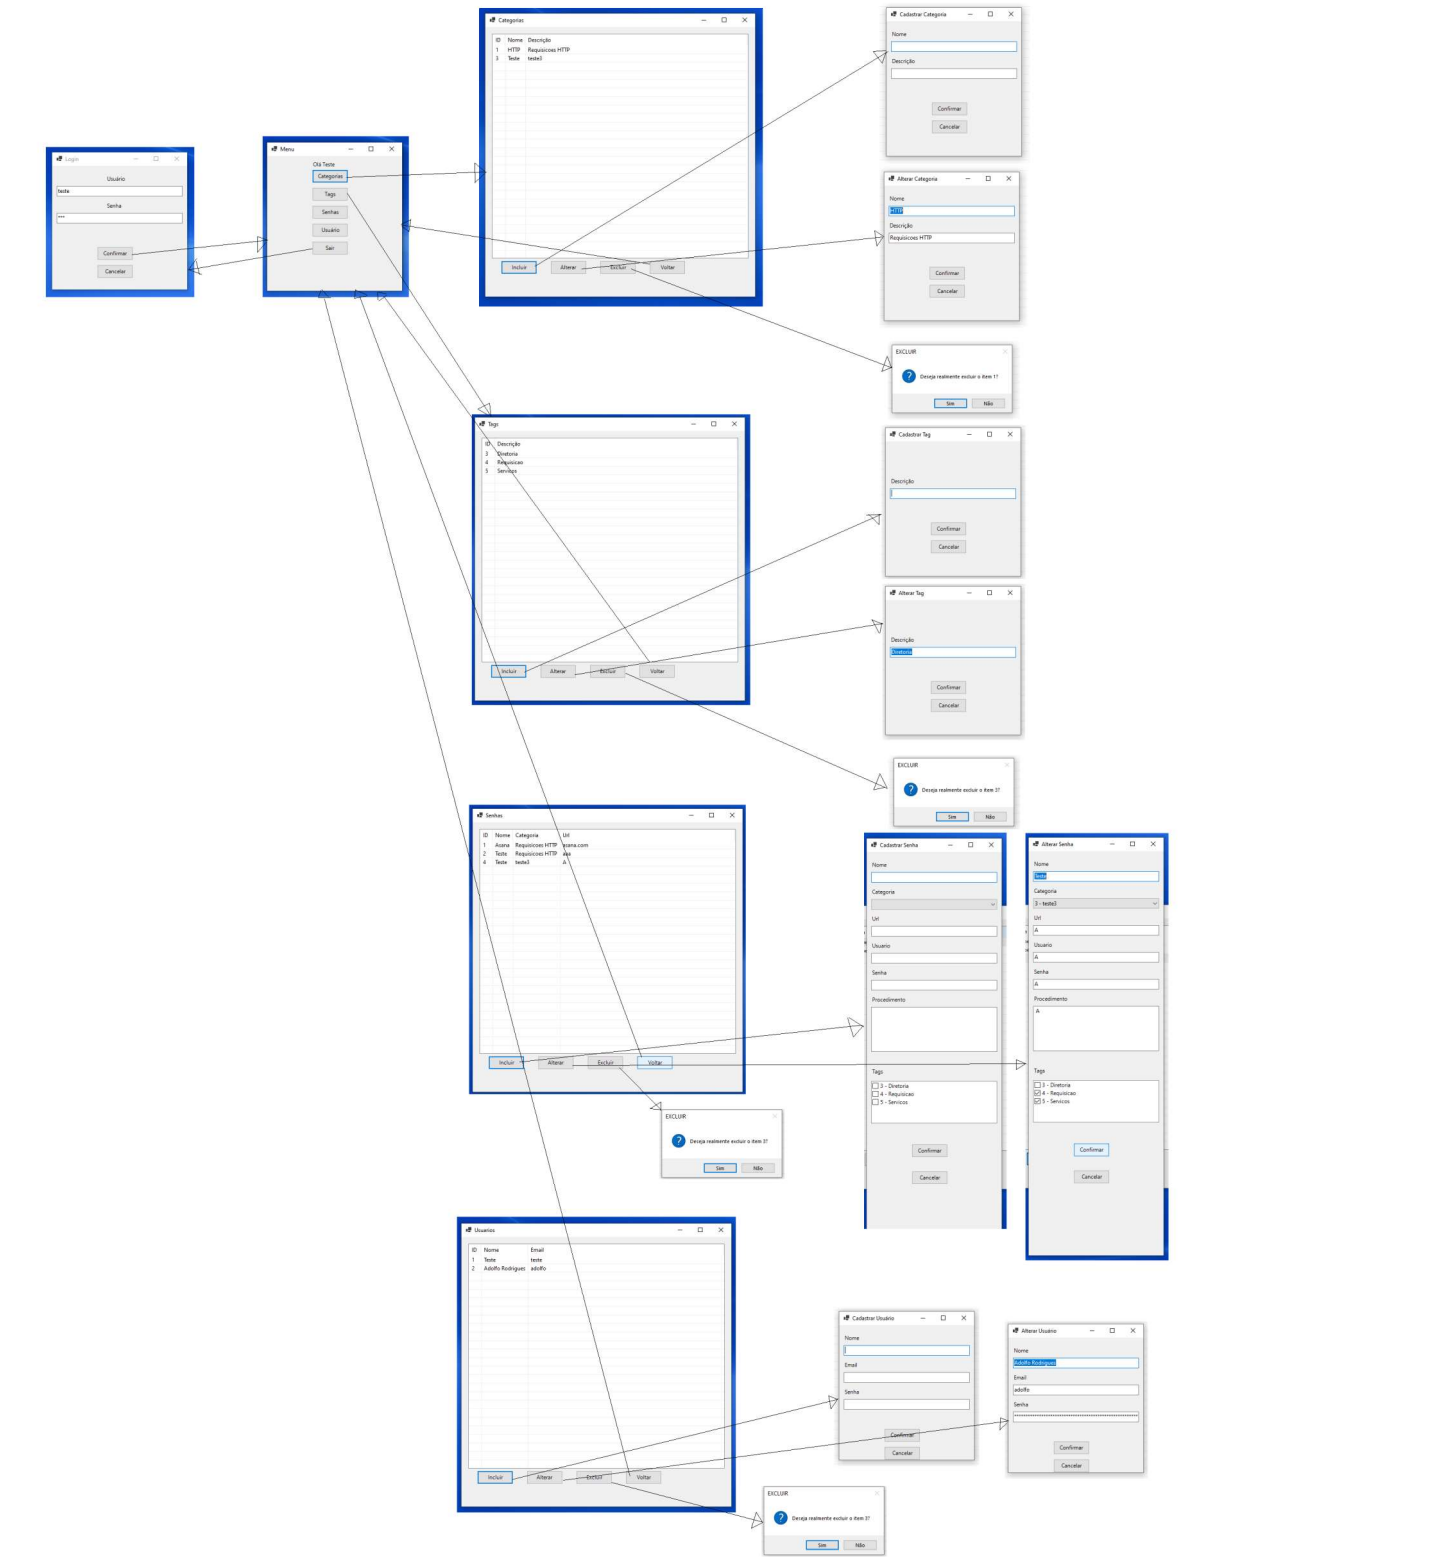 Login
Usuário
teste
Senha
***
Confirmar
Cancelar
Menu
Olá Teste
Categorias
Tags
Senhas
Usuário
Sair
Categorias
ID Nome Descrição
1 HTTP Requisicoes HTTP
3 Teste teste3
Incluir Alterar Excluir Voltar
Cadastrar Categoria
Nome
Descrição
Confirmar
Cancelar
Alterar Categoria
Nome
HTTP
Descrição
Requisicoes HTTP
Confirmar
Cancelar
EXCLUIR
Deseja realmente excluir o item 1?
Sim Não
Tags
ID Descrição
3 Diretoria
4 Requisicao
5 Servicos
Incluir Alterar Excluir Voltar
Cadastrar Tag
Descrição
Confirmar
Cancelar
Alterar Tag
Descrição
Diretoria
Confirmar
Cancelar
EXCLUIR
Deseja realmente excluir o item 3?
Sim Não
Senhas
ID Nome Categoria Url
1 Asana Requisicoes HTTP asana.com
2 Teste Requisicoes HTTP aaa
4 Teste teste3 A
Incluir Alterar Excluir Voltar
EXCLUIR
Deseja realmente excluir o item 3?
Sim Não
Cadastrar Senha
Nome
Categoria
Url
Usuario
Senha
Procedimento
Tags
3 - Diretoria
4 - Requisicao
5 - Servicos
Confirmar
Cancelar
Alterar Senha
Nome
Teste
Categoria
3 - teste3
Url
A
Usuario
A
Senha
A
Procedimento
A
Tags
3 - Diretoria
4 - Requisicao
5 - Servicos
Confirmar
Cancelar
Usuarios
ID Nome Email
1 Teste teste
2 Adolfo Rodrigues adolfo
Incluir Alterar Excluir Voltar
Cadastrar Usuário
Nome
Email
Senha
Confirmar
Cancelar
Alterar Usuário
Nome
Adolfo Rodrigues
Email
adolfo
Senha
Confirmar
Cancelar
EXCLUIR
Deseja realmente excluir o item 3?
Sim Não